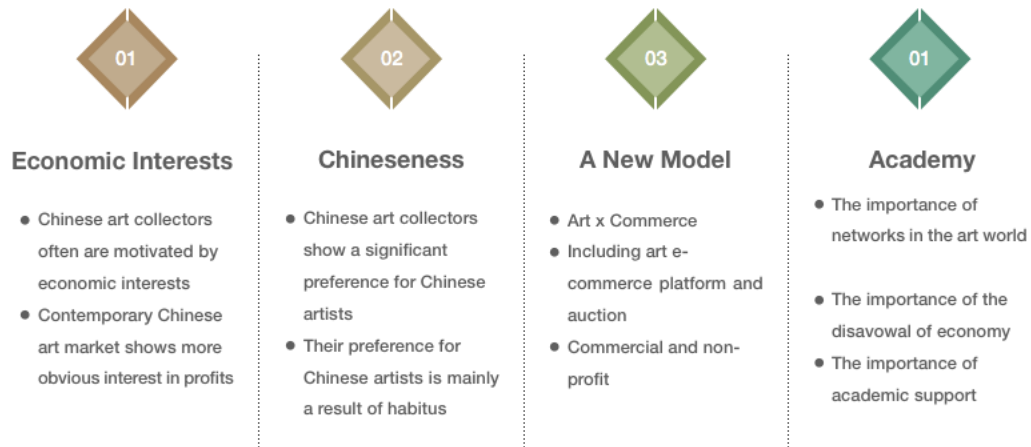 01
Economic Interests
● Chinese art collectors
often are motivated by
economic interests
● Contemporary Chinese
art market shows more
obvious interest in profits
02
Chineseness
● Chinese art collectors
show a significant
preference for Chinese
artists
● Their preference for
Chinese artists is mainly
a result of habitus
03
A New Model
● Art x Commerce
● Including art e-
commerce platform and
auction
● Commercial and non-
profit
01
Academy
● The importance of
networks in the art world
● The importance of the
disavowal of economy
● The importance of
academic support